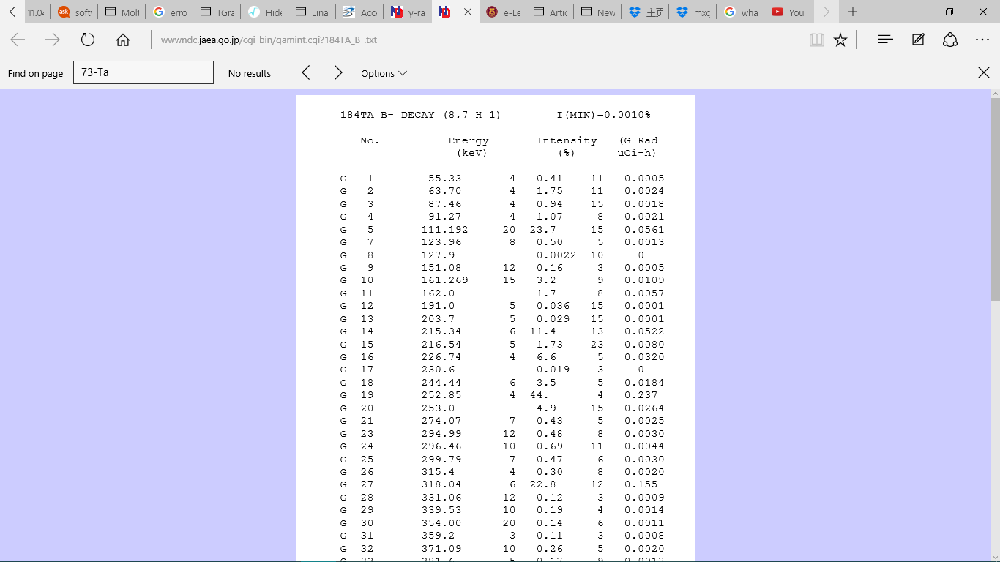 11.04 softw Molt erro TGra Hide Linac Acce γ-ra e-Le Artic New 主页 mxg wha You
wwwndc.jaea.go.jp/cgi-bin/gamint.cgi?184TA_B-.txt
Find on page 73-Ta No results Options
184TA B- DECAY (8.7 H 1) I(MIN)=0.0010%
No. Energy Intensity (G-Rad
(keV) (%) uCi-h)
---------- --------------- ------------ --------
G 1 55.33 4 0.41 11 0.0005
G 2 63.70 4 1.75 11 0.0024
G 3 87.46 4 0.94 15 0.0018
G 4 91.27 4 1.07 8 0.0021
G 5 111.192 20 23.7 15 0.0561
G 7 123.96 8 0.50 5 0.0013
G 8 127.9 0.0022 10 0
G 9 151.08 12 0.16 3 0.0005
G 10 161.269 15 3.2 9 0.0109
G 11 162.0 1.7 8 0.0057
G 12 191.0 5 0.036 15 0.0001
G 13 203.7 5 0.029 15 0.0001
G 14 215.34 6 11.4 13 0.0522
G 15 216.54 5 1.73 23 0.0080
G 16 226.74 4 6.6 5 0.0320
G 17 230.6 0.019 3 0
G 18 244.44 6 3.5 5 0.0184
G 19 252.85 4 44. 4 0.237
G 20 253.0 4.9 15 0.0264
G 21 274.07 7 0.43 5 0.0025
G 23 294.99 12 0.48 8 0.0030
G 24 296.46 10 0.69 11 0.0044
G 25 299.79 7 0.47 6 0.0030
G 26 315.4 4 0.30 8 0.0020
G 27 318.04 6 22.8 12 0.155
G 28 331.06 12 0.12 3 0.0009
G 29 339.53 10 0.19 4 0.0014
G 30 354.00 20 0.14 6 0.0011
G 31 359.2 3 0.11 3 0.0008
G 32 371.09 10 0.26 5 0.0020